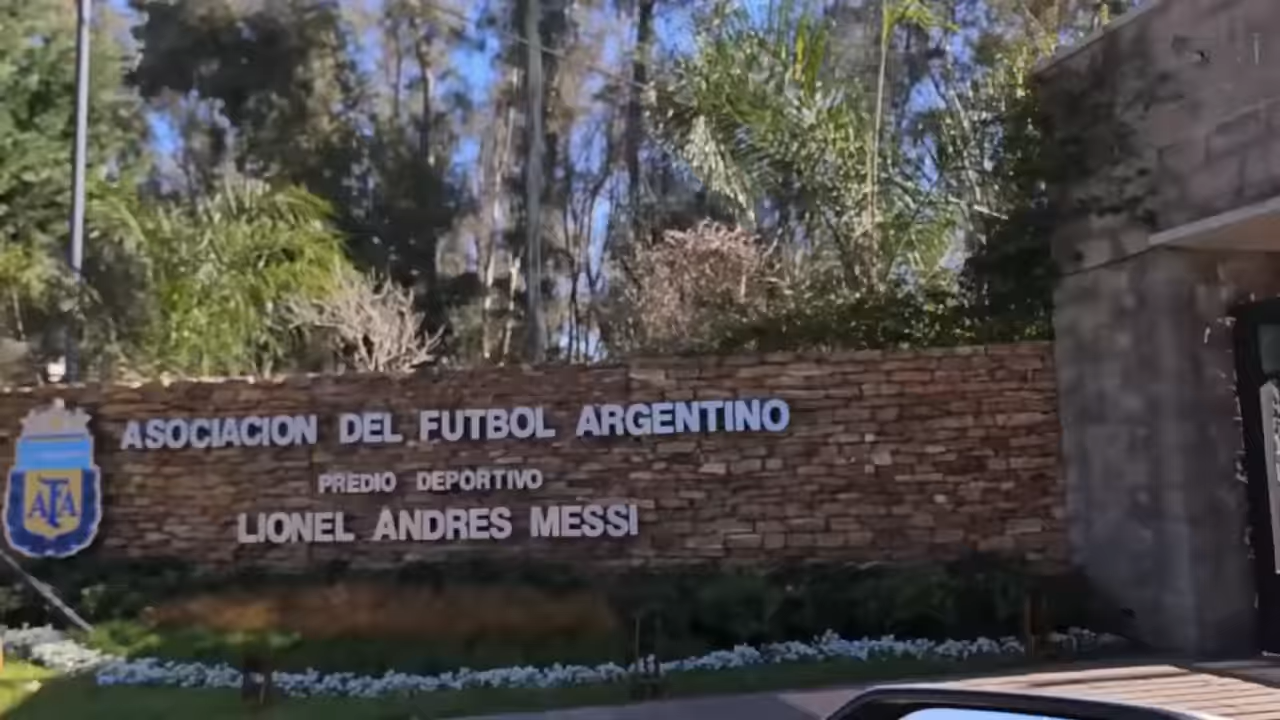 ASOCIACION DEL FUTBOL ARGENTINO
PREDIO DEPORTIVO
LIONEL ANDRES MESSI
AFA